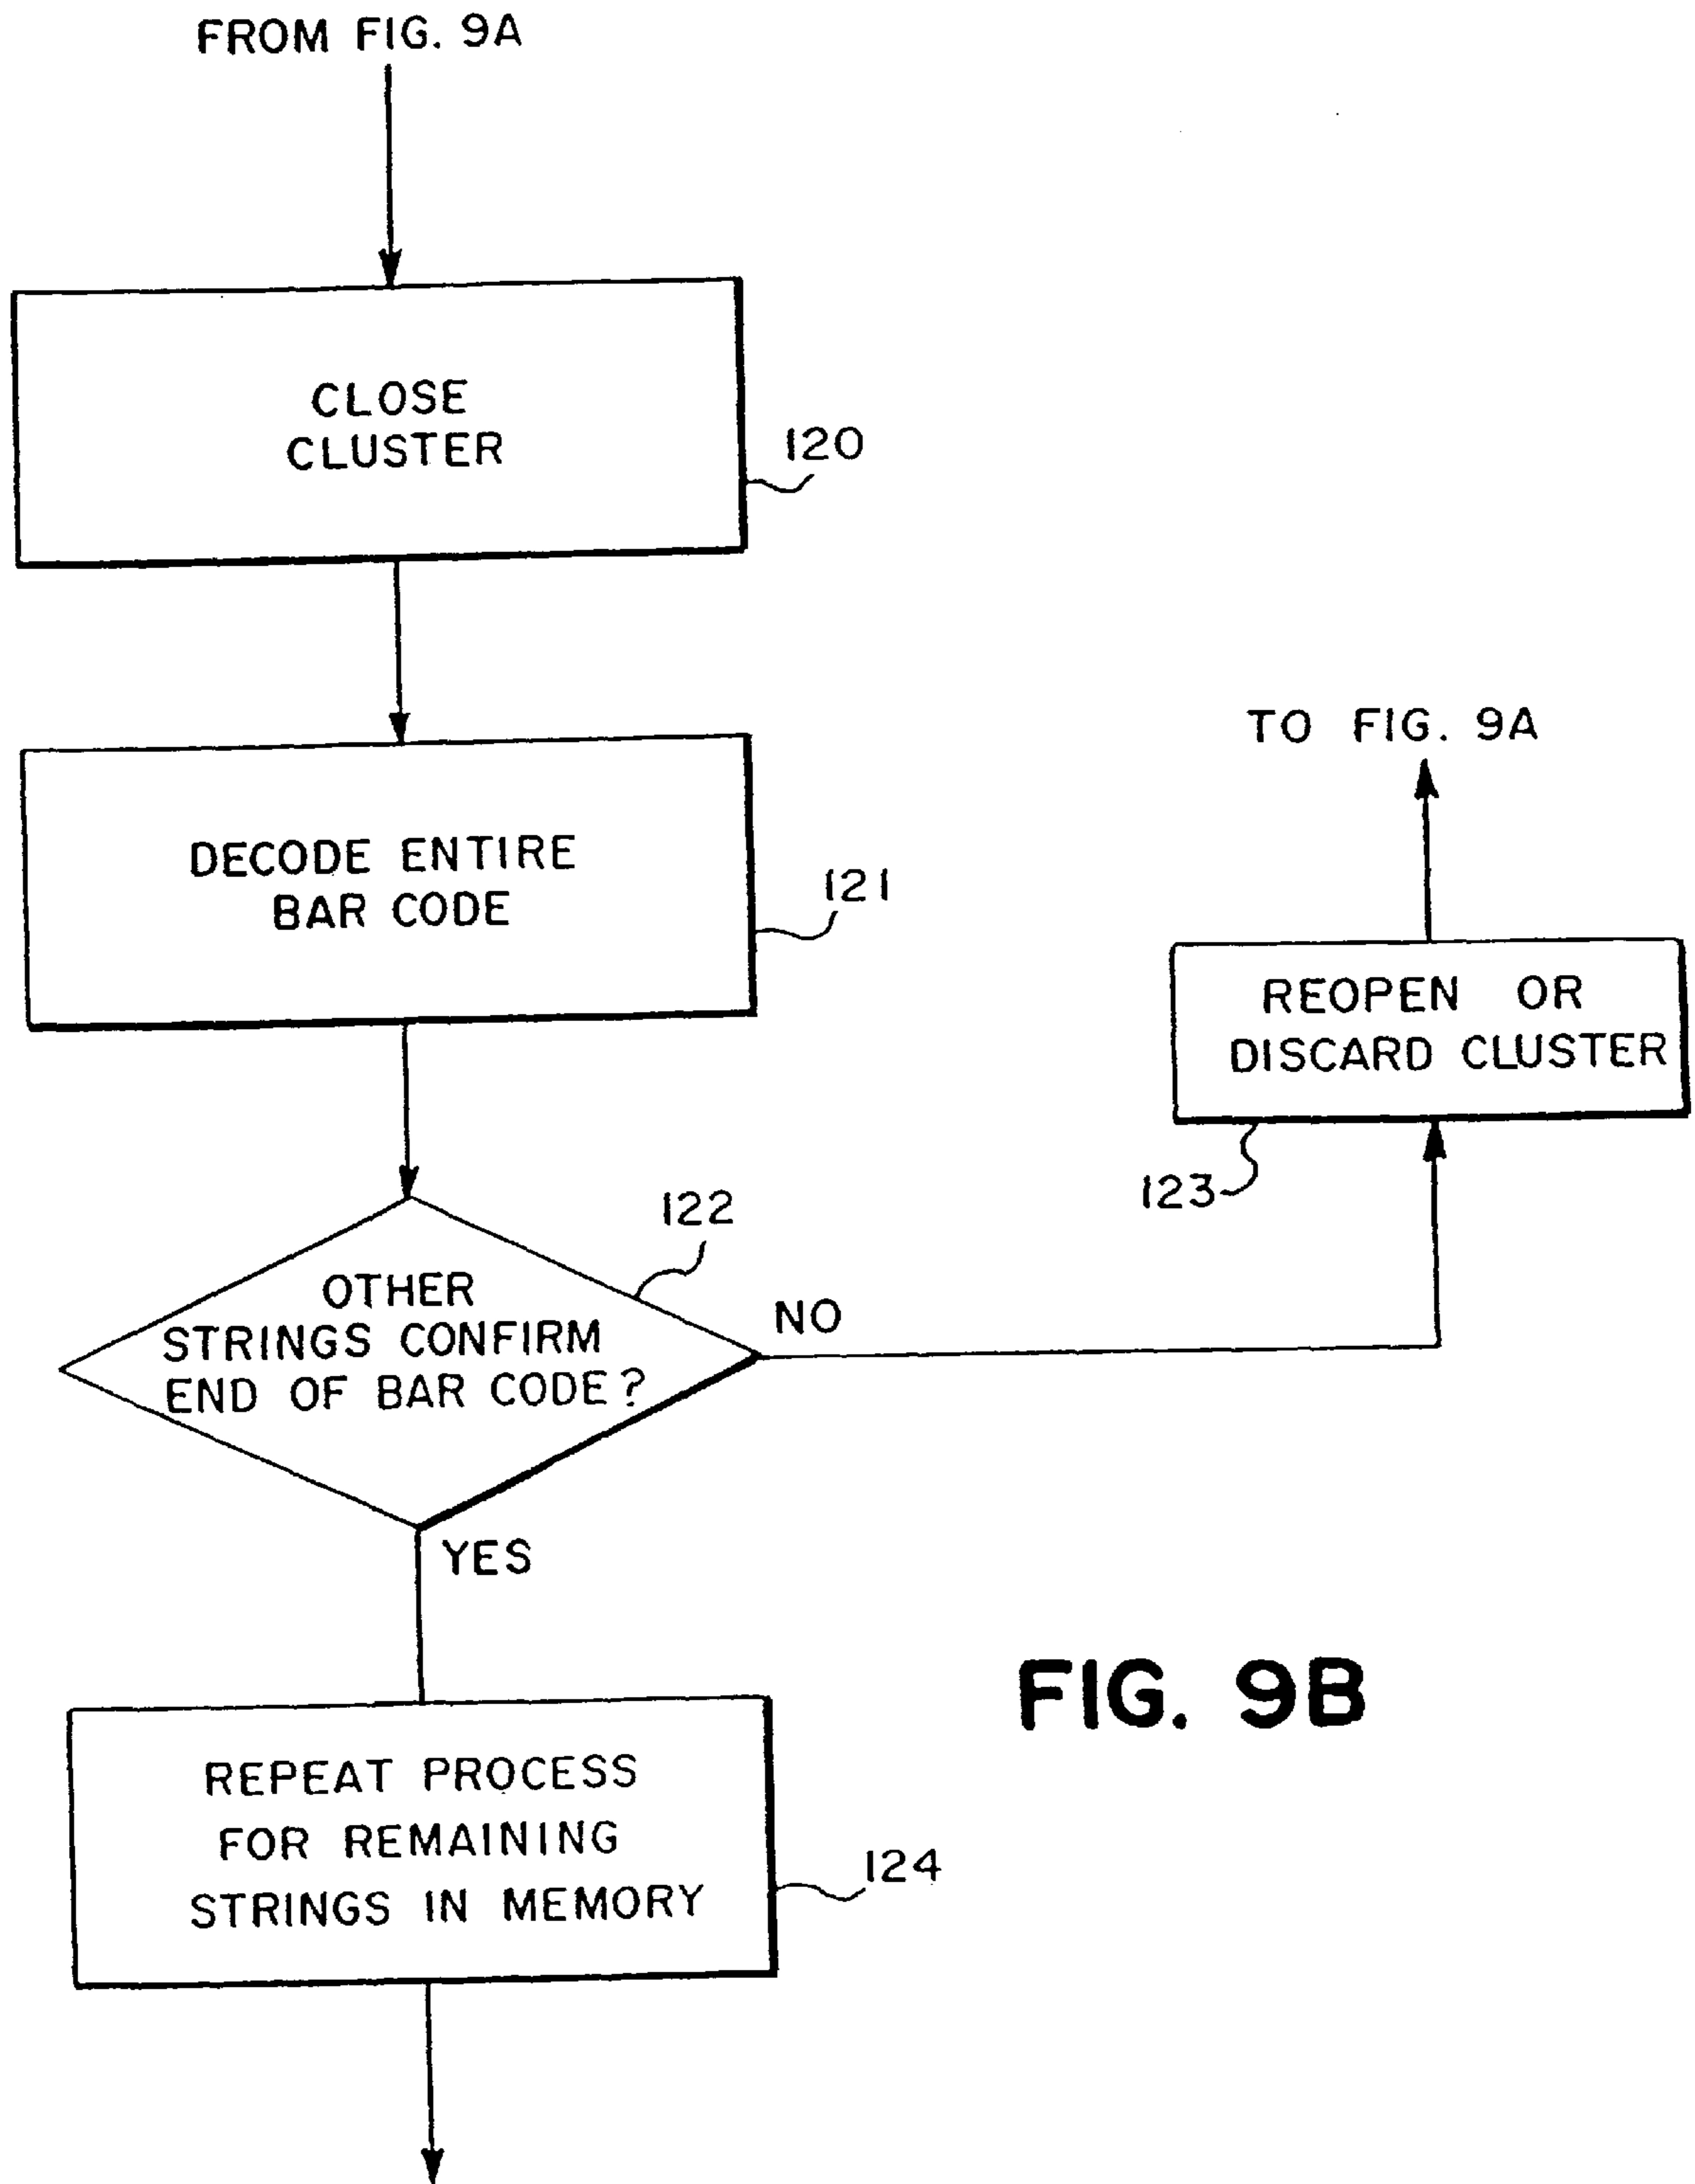 FROM FIG. 9A
CLOSE
CLUSTER
120
DECODE ENTIRE
BAR CODE
121
TO FIG. 9A
REOPEN OR
DISCARD CLUSTER
123
122
OTHER
STRINGS CONFIRM
END OF BAR CODE?
NO
YES
REPEAT PROCESS
FOR REMAINING
STRINGS IN MEMORY
124
FIG. 9B